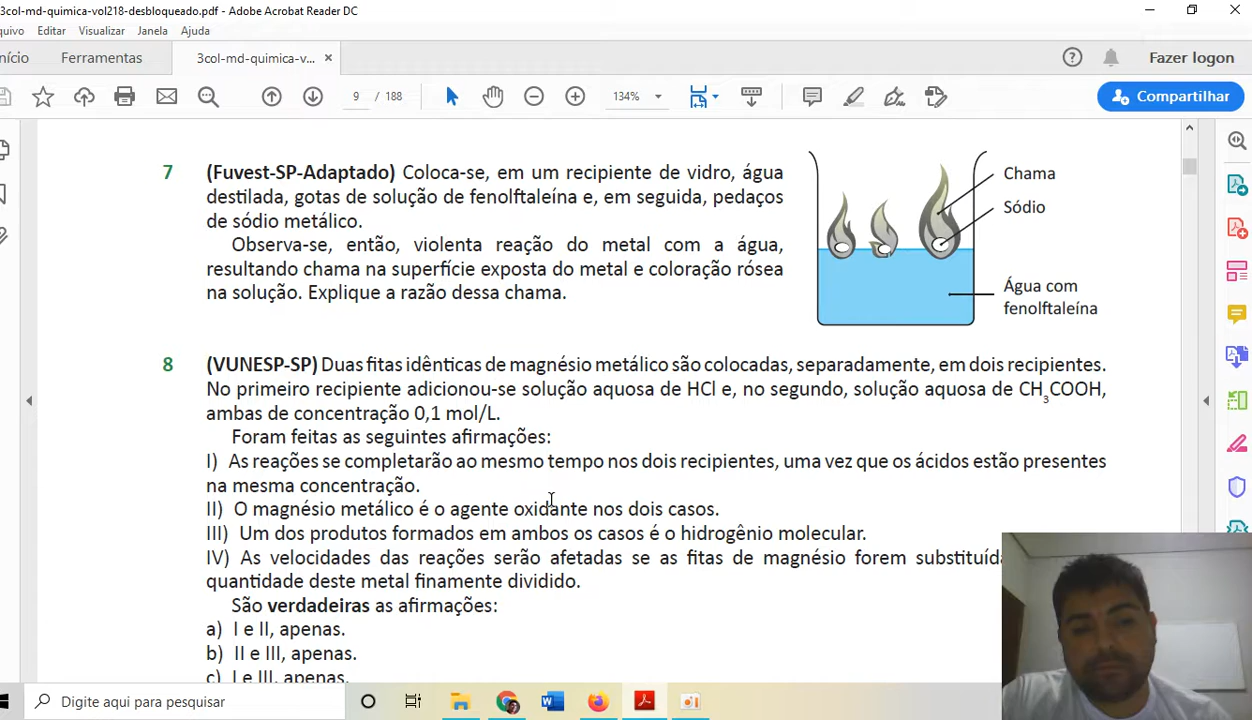 3col-md-quimica-vol218-desbloqueado.pdf - Adobe Acrobat Reader DC
Editar Visualizar Janela Ajuda
Ferramentas 3col-md-quimica-v... × Fazer logon
9 / 188 134% Compartilhar
7 (Fuvest-SP-Adaptado) Coloca-se, em um recipiente de vidro, água
destilada, gotas de solução de fenolftaleína e, em seguida, pedaços
de sódio metálico.
Observa-se, então, violenta reação do metal com a água,
resultando chama na superfície exposta do metal e coloração rósea
na solução. Explique a razão dessa chama.
Chama
Sódio
Água com
fenolftaleína
8 (VUNESP-SP) Duas fitas idênticas de magnésio metálico são colocadas, separadamente, em dois recipientes.
No primeiro recipiente adicionou-se solução aquosa de HCl e, no segundo, solução aquosa de CH₃COOH,
ambas de concentração 0,1 mol/L.
Foram feitas as seguintes afirmações:
I) As reações se completarão ao mesmo tempo nos dois recipientes, uma vez que os ácidos estão presentes
na mesma concentração.
II) O magnésio metálico é o agente oxidante nos dois casos.
III) Um dos produtos formados em ambos os casos é o hidrogênio molecular.
IV) As velocidades das reações serão afetadas se as fitas de magnésio forem
quantidade deste metal finamente dividido.
São verdadeiras as afirmações:
a) I e II, apenas.
b) II e III, apenas.
c) I e III, apenas.
Digite aqui para pesquisar